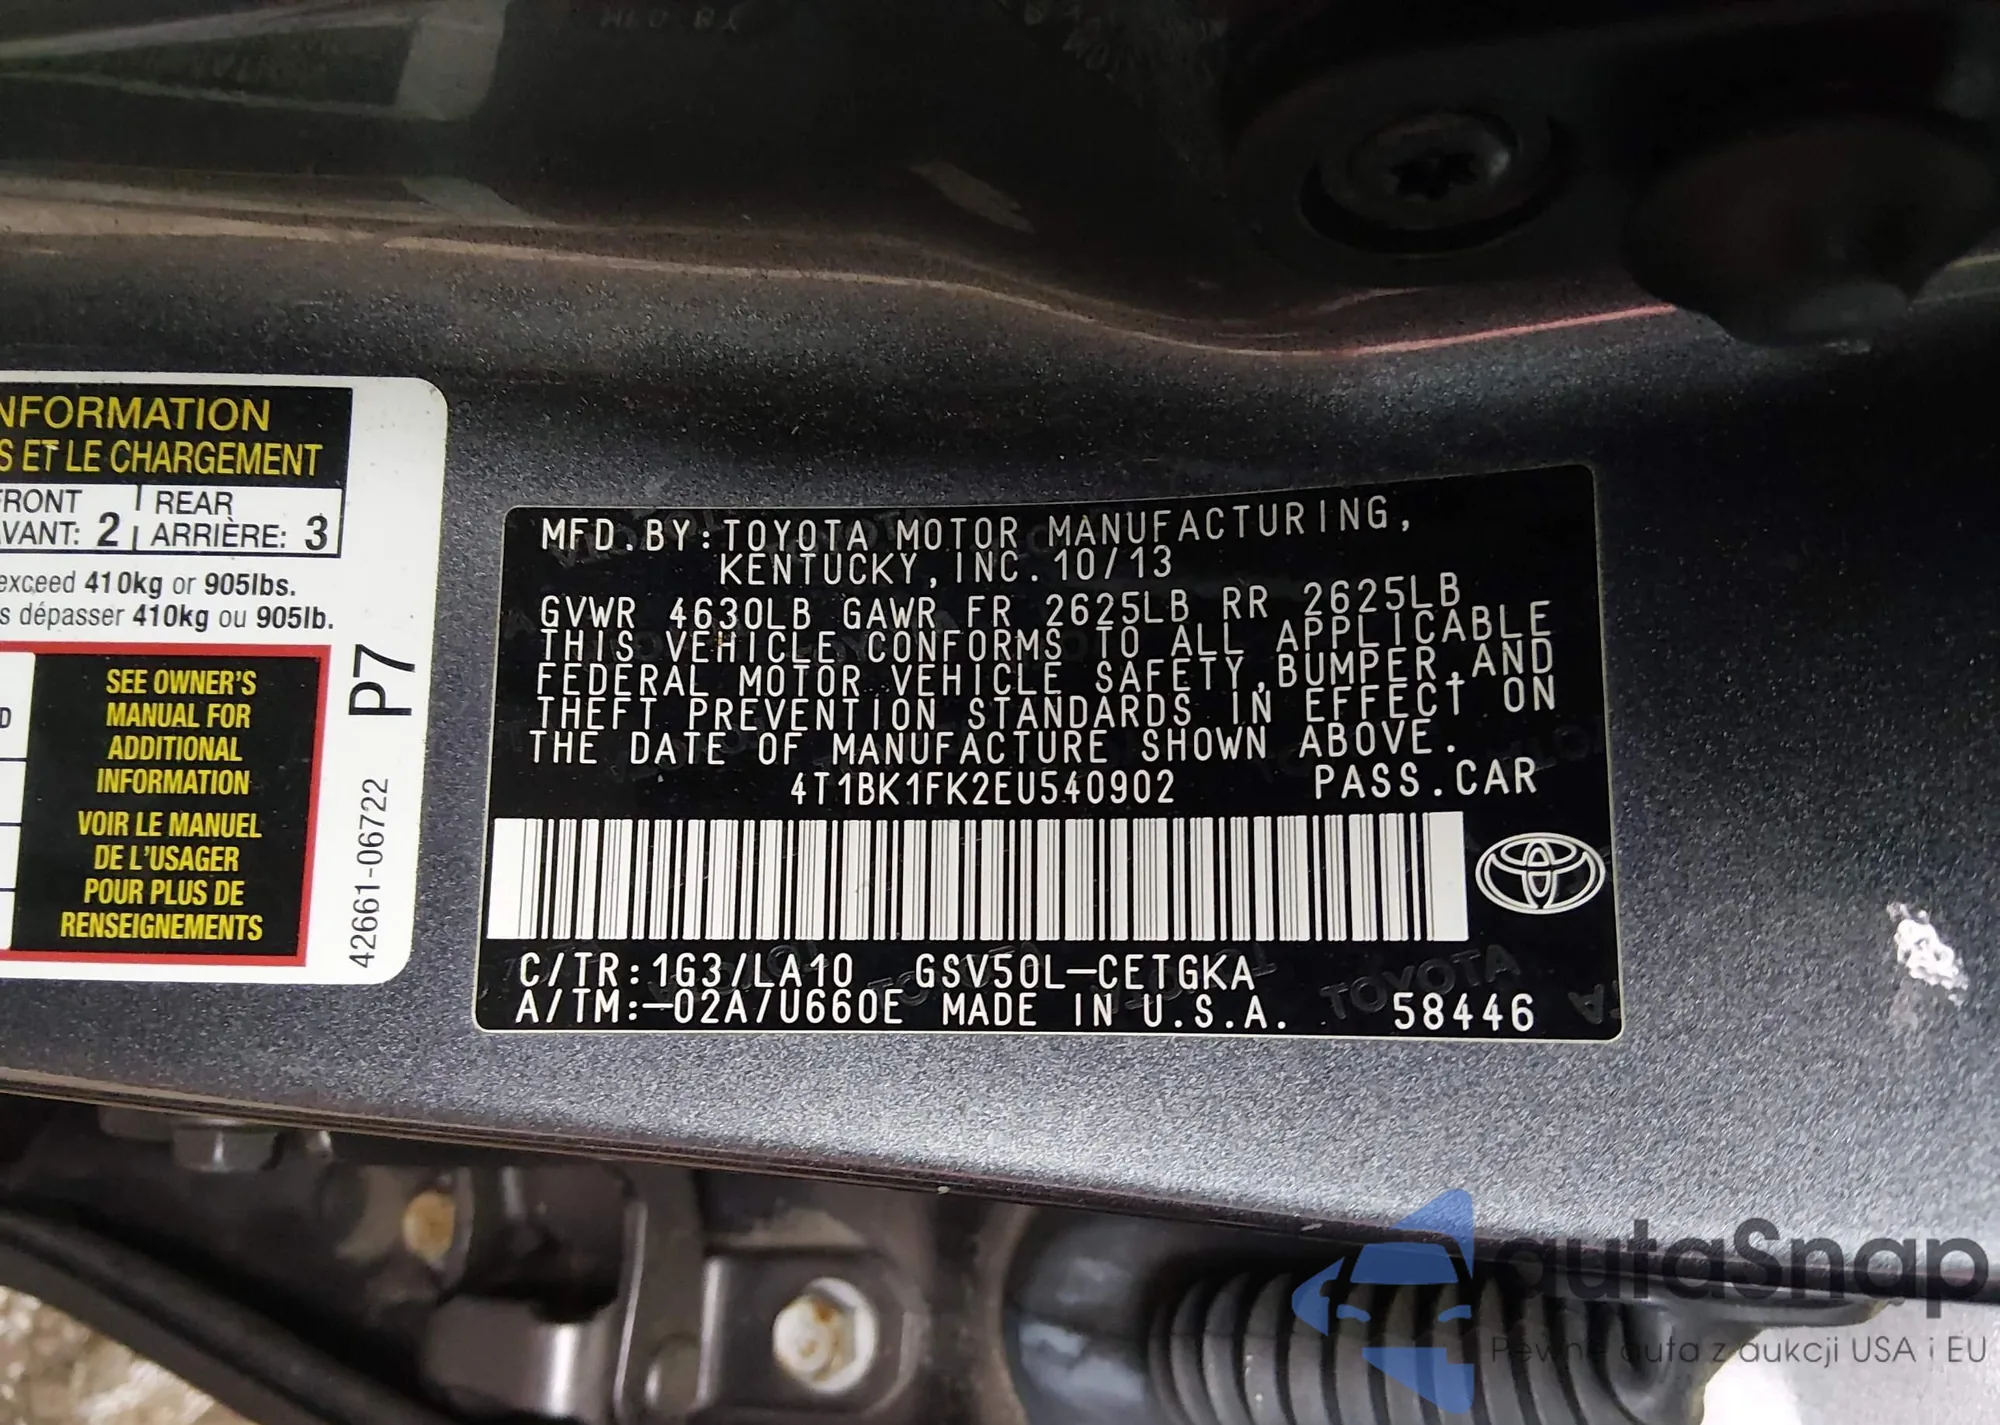 NFORMATION
S ET LE CHARGEMENT
FRONT REAR
VANT: 2 ARRIÈRE: 3
exceed 410kg or 905lbs.
s dépasser 410kg ou 905lb.
D
SEE OWNER'S
MANUAL FOR
ADDITIONAL
INFORMATION
VOIR LE MANUEL
DE L'USAGER
POUR PLUS DE
RENSEIGNEMENTS
42661-06722 P7
MFD.BY:TOYOTA MOTOR MANUFACTURING,
KENTUCKY,INC.10/13
GVWR 4630LB GAWR FR 2625LB RR 2625LB
THIS VEHICLE CONFORMS TO ALL APPLICABLE
FEDERAL MOTOR VEHICLE SAFETY,BUMPER,AND
THEFT PREVENTION STANDARDS IN EFFECT ON
THE DATE OF MANUFACTURE SHOWN ABOVE.
4T1BK1FK2EU540902 PASS.CAR
C/TR:1G3/LA10 GSV50L-CETGKA
A/TM:-02A/U660E MADE IN U.S.A. 58446
TOYOTA
autaSnap
Pewne auta z aukcji USA i EU